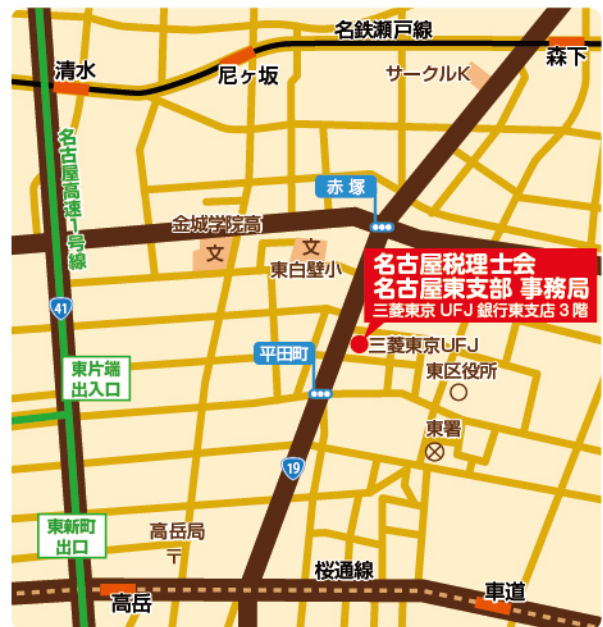 名鉄瀬戸線
森下
清水
尼ヶ坂
サークルK
名古屋高速1号線
赤塚
金城学院高
文
文
東白壁小
名古屋税理士会
名古屋東支部 事務局
三菱東京 UFJ 銀行東支店 3 階
41
三菱東京UFJ
平田町
東片端
出入口
東区役所
東署
19
東新町
出口
高岳局
〒
桜通線
高岳
車道